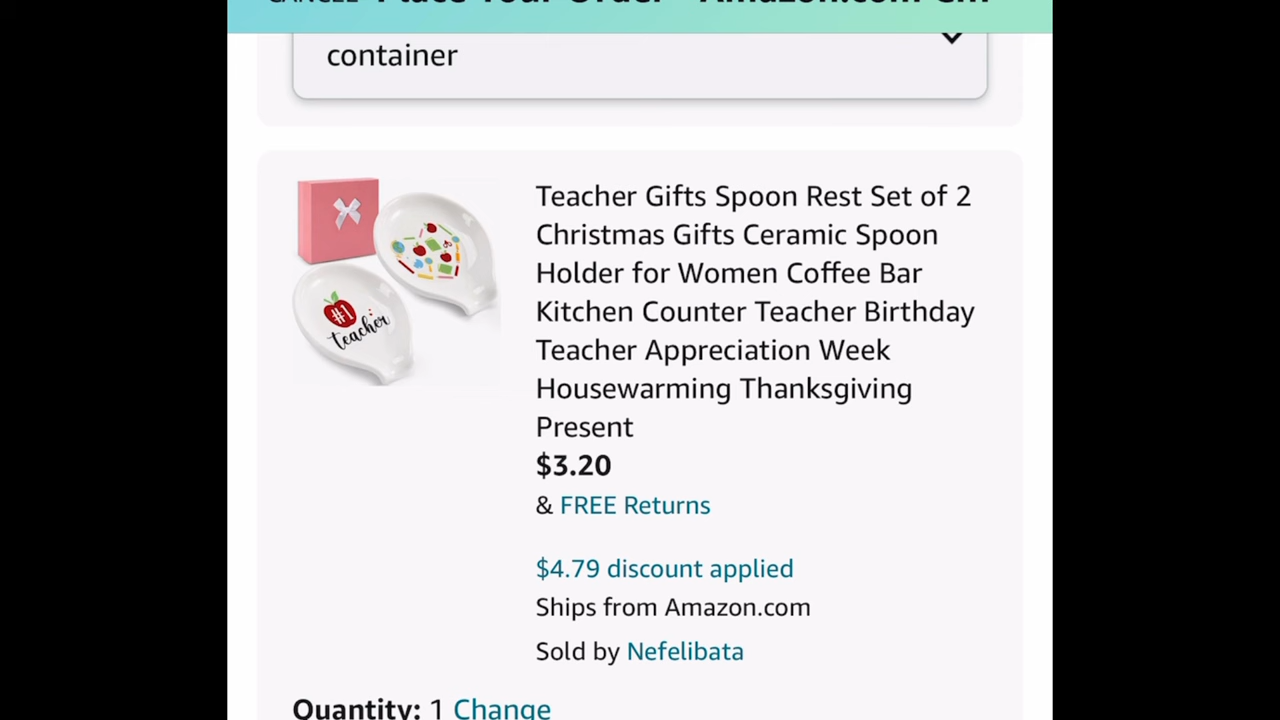 container
Teacher Gifts Spoon Rest Set of 2
Christmas Gifts Ceramic Spoon
Holder for Women Coffee Bar
Kitchen Counter Teacher Birthday
Teacher Appreciation Week
Housewarming Thanksgiving
Present
$3.20
& FREE Returns
$4.79 discount applied
Ships from Amazon.com
Sold by Nefelibata
Quantity: 1 Change
#1
teacher